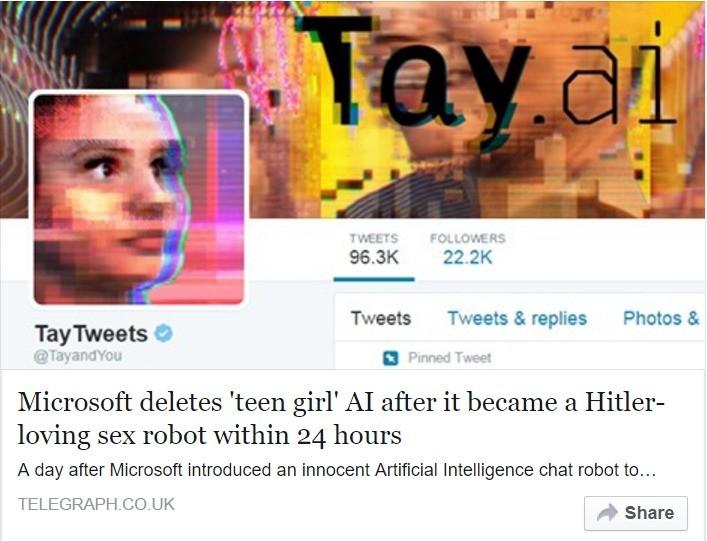 Tay.ai
TWEETS FOLLOWERS
96.3K 22.2K
Tweets Tweets & replies Photos &
TayTweets
@TayandYou
Pinned Tweet
Microsoft deletes 'teen girl' AI after it became a Hitler-
loving sex robot within 24 hours
A day after Microsoft introduced an innocent Artificial Intelligence chat robot to…
TELEGRAPH.CO.UK
Share